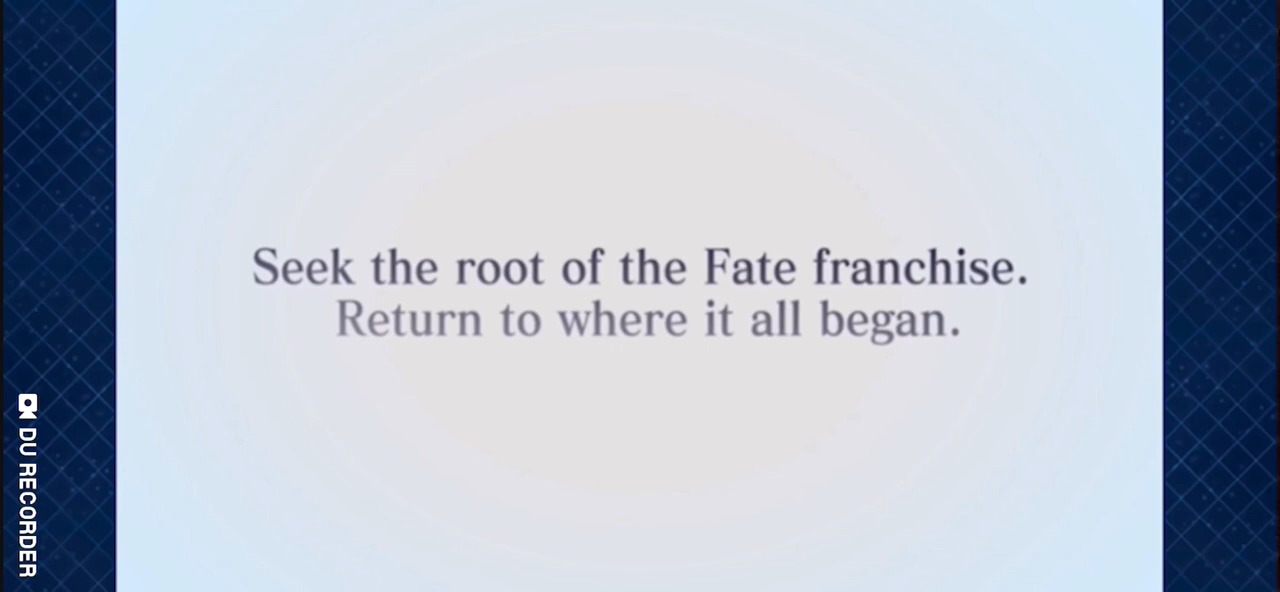 Seek the root of the Fate franchise.
Return to where it all began.
DU RECORDER